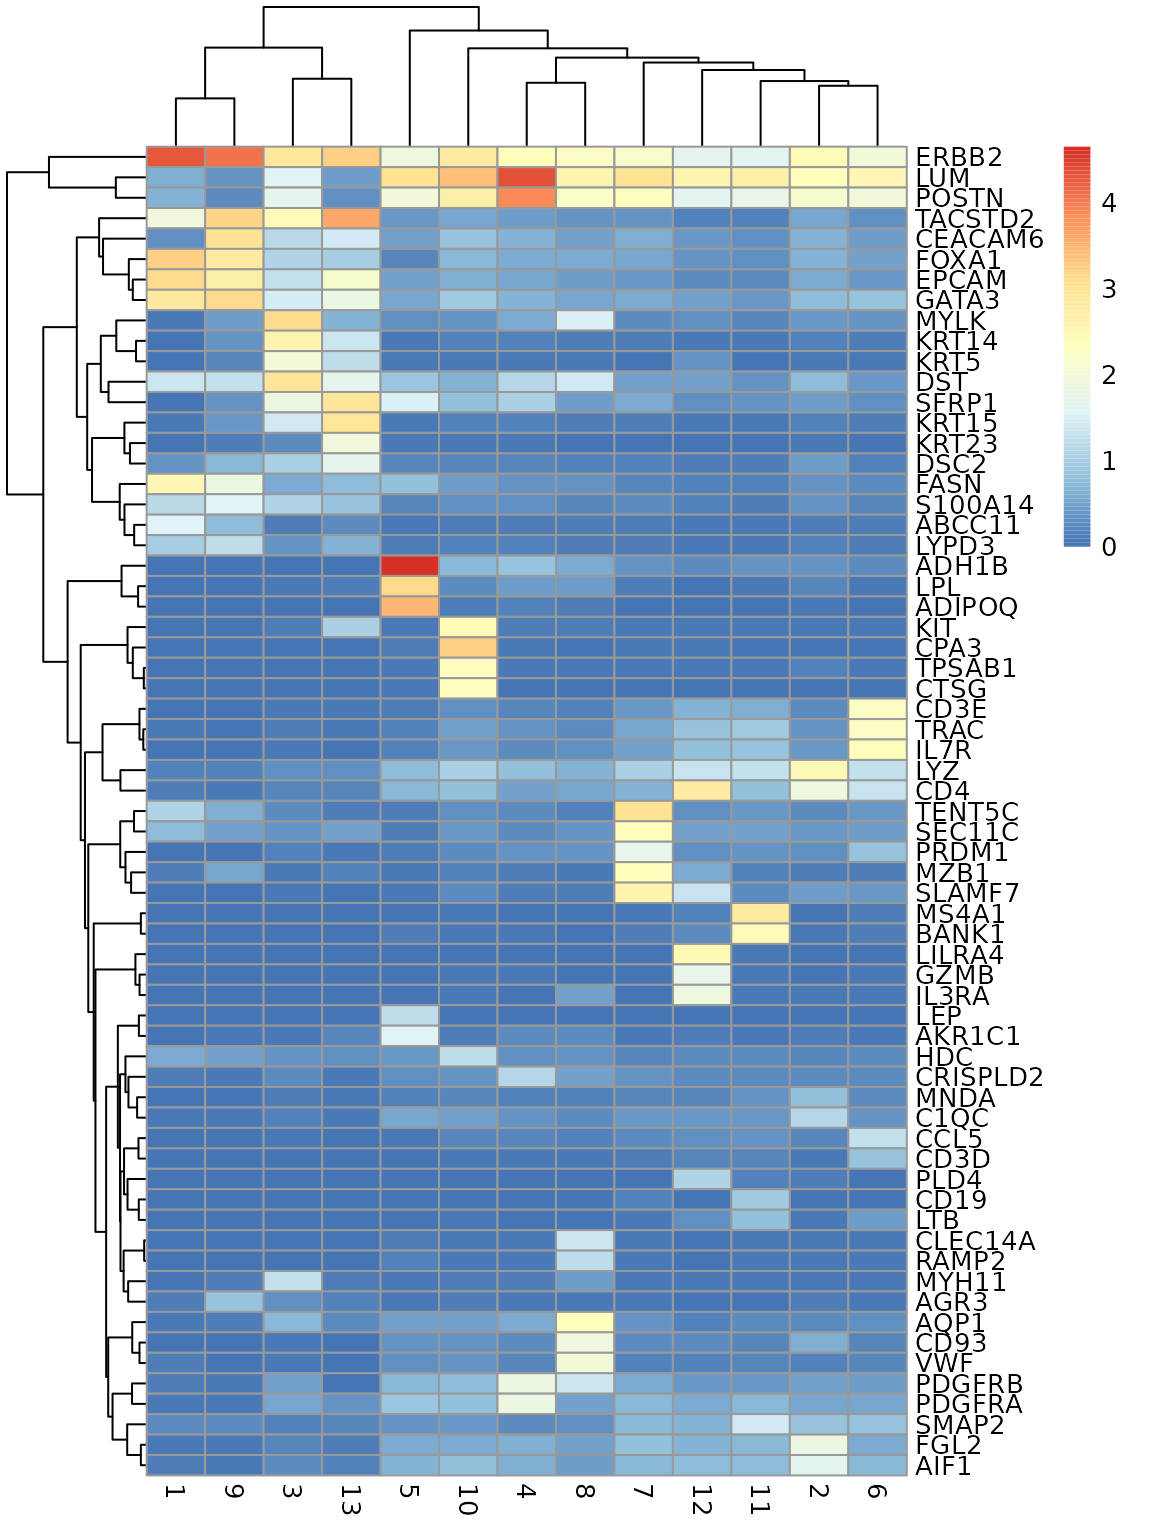 ERBB2
LUM
POSTN
TACSTD2
CEACAM6
FOXA1
EPCAM
GATA3
MYLK
KRT14
KRT5
DST
SFRP1
KRT15
KRT23
DSC2
FASN
S100A14
ABCC11
LYPD3
ADH1B
LPL
ADIPOQ
KIT
CPA3
TPSAB1
CTSG
CD3E
TRAC
IL7R
LYZ
CD4
TENT5C
SEC11C
PRDM1
MZB1
SLAMF7
MS4A1
BANK1
LILRA4
GZMB
IL3RA
LEP
AKR1C1
HDC
CRISPLD2
MNDA
C1QC
CCL5
CD3D
PLD4
CD19
LTB
CLEC14A
RAMP2
MYH11
AGR3
AQP1
CD93
VWF
PDGFRB
PDGFRA
SMAP2
FGL2
AIF1
4
3
2
1
0
1 9 3 13 5 10 4 8 7 12 11 2 6